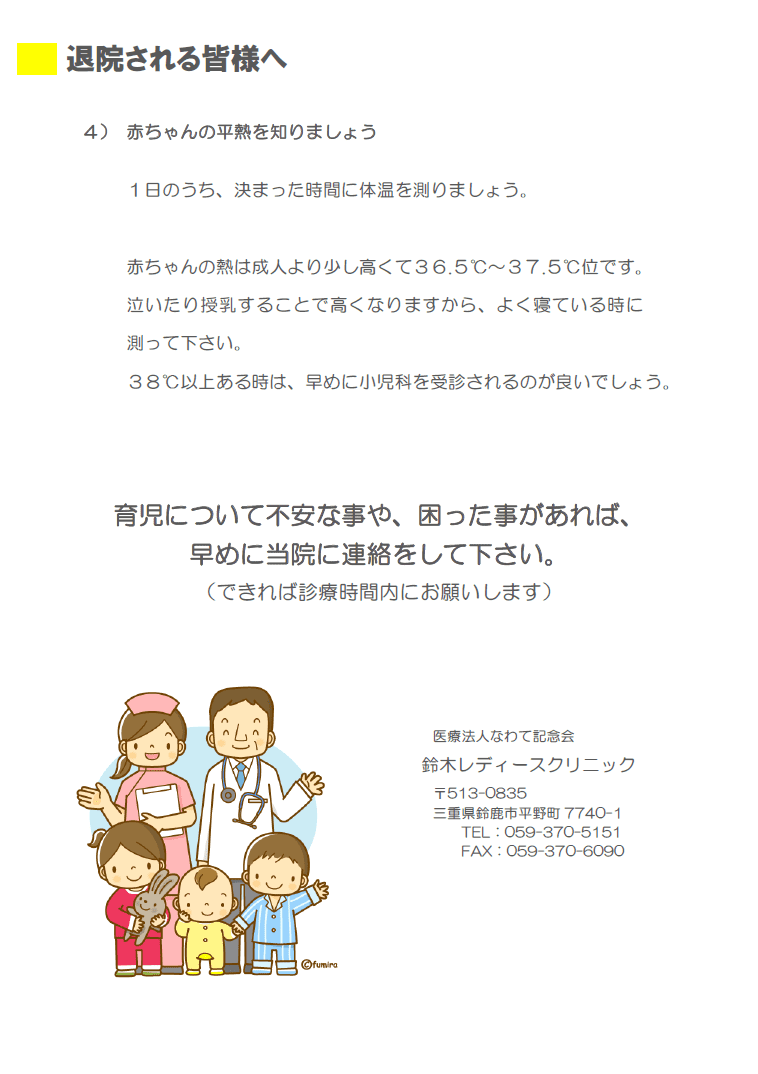 退院される皆様へ
４） 赤ちゃんの平熱を知りましょう
１日のうち、決まった時間に体温を測りましょう。
赤ちゃんの熱は成人より少し高くて３６.５℃～３７.５℃位です。
泣いたり授乳することで高くなりますから、よく寝ている時に
測って下さい。
３８℃以上ある時は、早めに小児科を受診されるのが良いでしょう。
育児について不安な事や、困った事があれば、
早めに当院に連絡をして下さい。
（できれば診療時間内にお願いします）
医療法人なわて記念会
鈴木レディースクリニック
〒513-0835
三重県鈴鹿市平野町 7740-1
TEL：059-370-5151
FAX：059-370-6090
©fumira